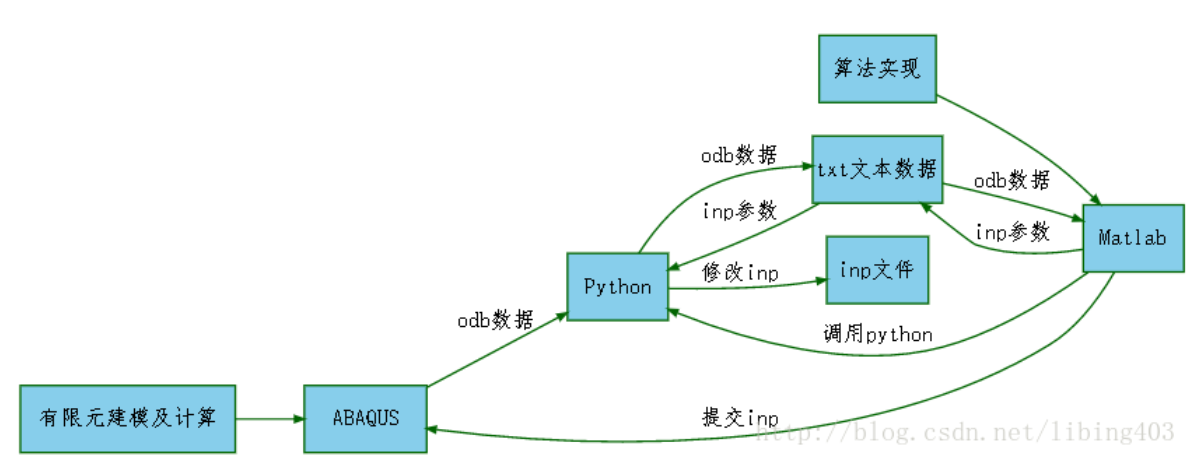 算法实现
odb数据
txt文本数据
odb数据
inp参数
inp参数
Matlab
修改inp
inp文件
Python
odb数据
调用python
有限元建模及计算
ABAQUS
提交inp
http://blog.csdn.net/libing403